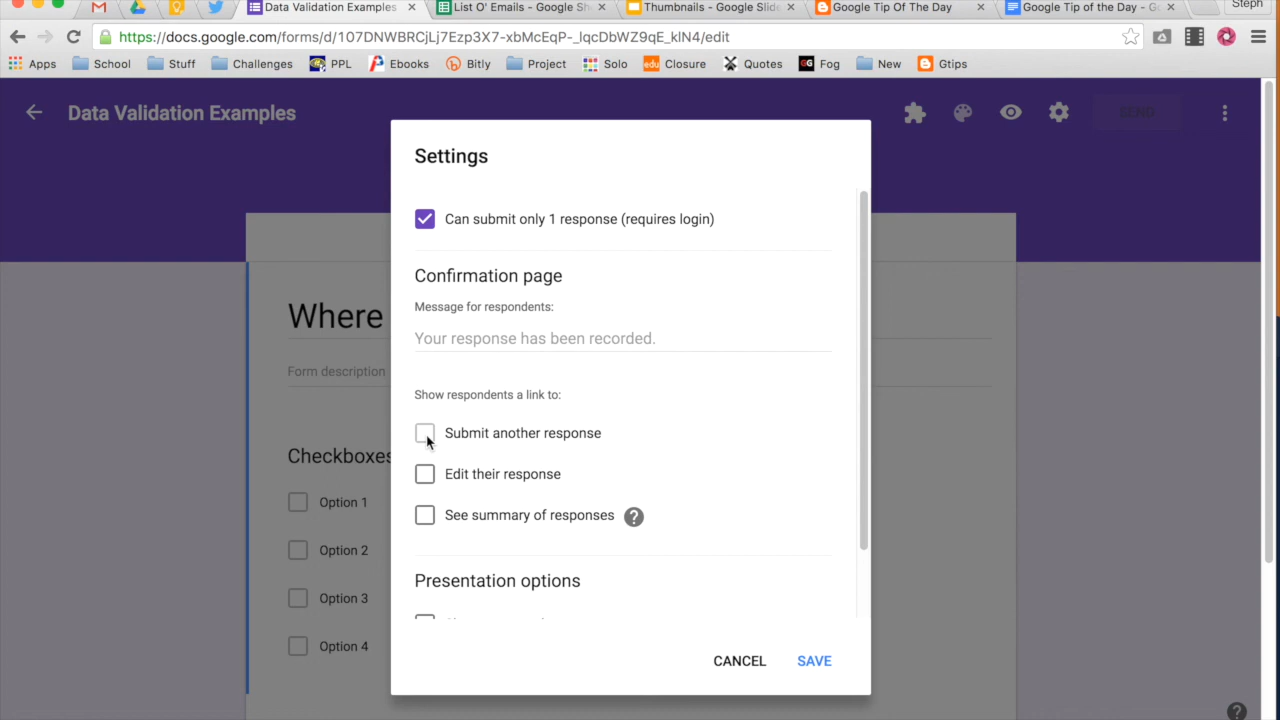 Data Validation Examples
List O' Emails - Google Sh
Thumbnails - Google Slide
Google Tip Of The Day
Google Tip of the Day - G
Steph
https://docs.google.com/forms/d/107DNWBRCjLj7Ezp3X7-xbMcEqP-_lqcDbWZ9qE_klN4/edit
Apps School Stuff Challenges PPL Ebooks Bitly Project Solo edu Closure Quotes GG Fog New Gtips
Data Validation Examples
SEND
Settings
Can submit only 1 response (requires login)
Confirmation page
Message for respondents:
Your response has been recorded.
Show respondents a link to:
Submit another response
Edit their response
See summary of responses ?
Presentation options
CANCEL SAVE
Where
Form description
Checkboxes
Option 1
Option 2
Option 3
Option 4
?